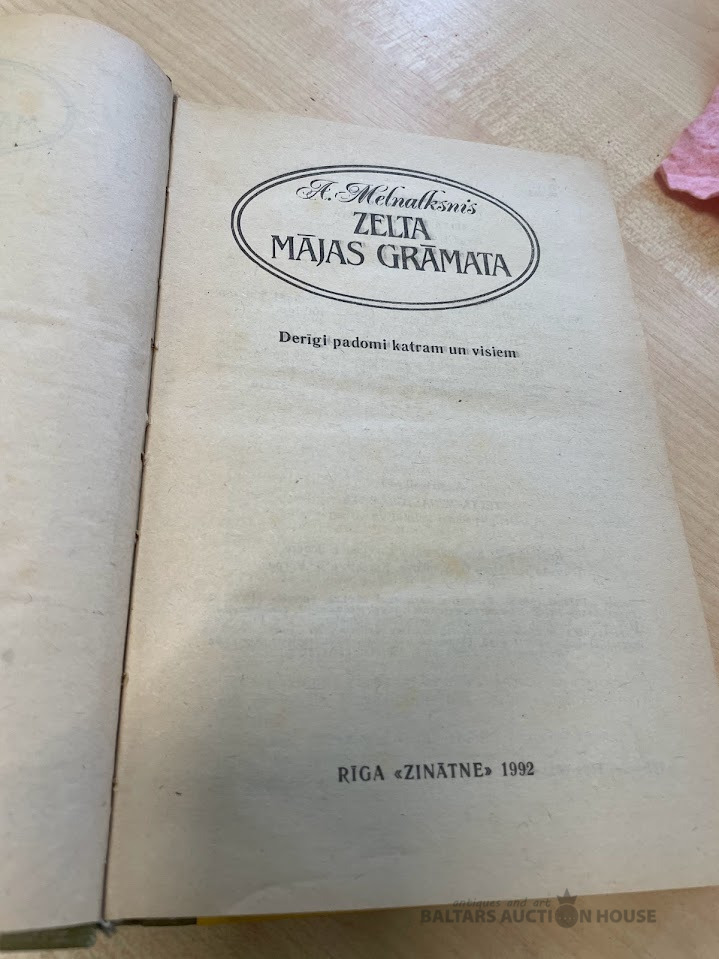 A. Melnalksnis
ZELTA
MĀJAS GRĀMATA
Derīgi padomi katram un visiem
RĪGA «ZINĀTNE» 1992
antiques and art
BALTARS AUCTION HOUSE